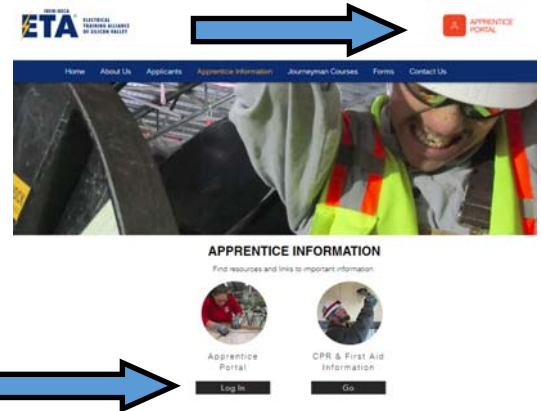 IBEW-NECA
ETA
ELECTRICAL
TRAINING ALLIANCE
OF SILICON VALLEY
APPRENTICE
PORTAL
Home About Us Applicants Apprentice Information Journeyman Courses Forms Contact Us
APPRENTICE INFORMATION
Find resources and links to important information
Apprentice
Portal
CPR & First Aid
Information
Log In
Go